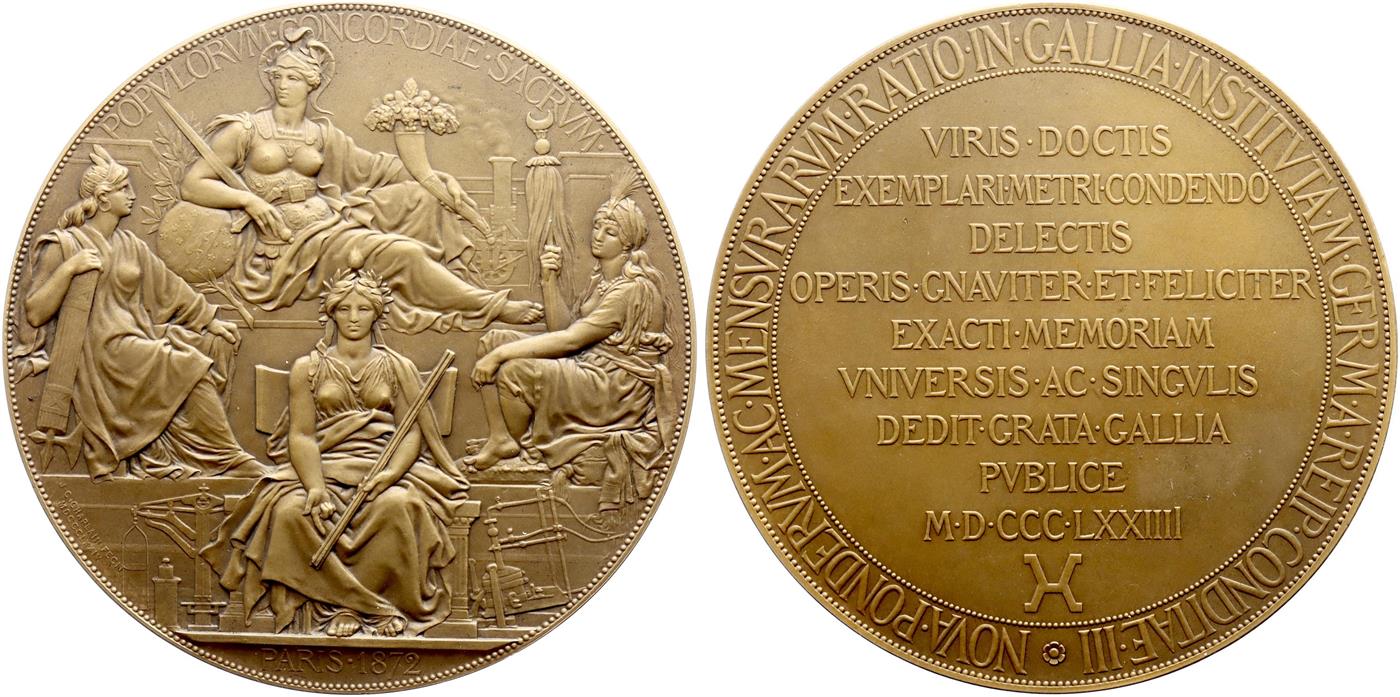 POPVLORVM·CONCORDIAE·SACRVM·
PARIS·1872
NOVA·PONDERVM·AC·MENSVRARVM·RATIO·IN·GALLIA·INSTITVTA·M·GERM·A·REIP·CONDITAE·III
VIRIS·DOCTIS
EXEMPLARI·METRI·CONDENDO
DELECTIS
OPERIS·GNAVITER·ET·FELICITER
EXACTI·MEMORIAM
VNIVERSIS·AC·SINGVLIS
DEDIT·GRATA·GALLIA
PVBLICE
M·D·CCC·LXXIIII